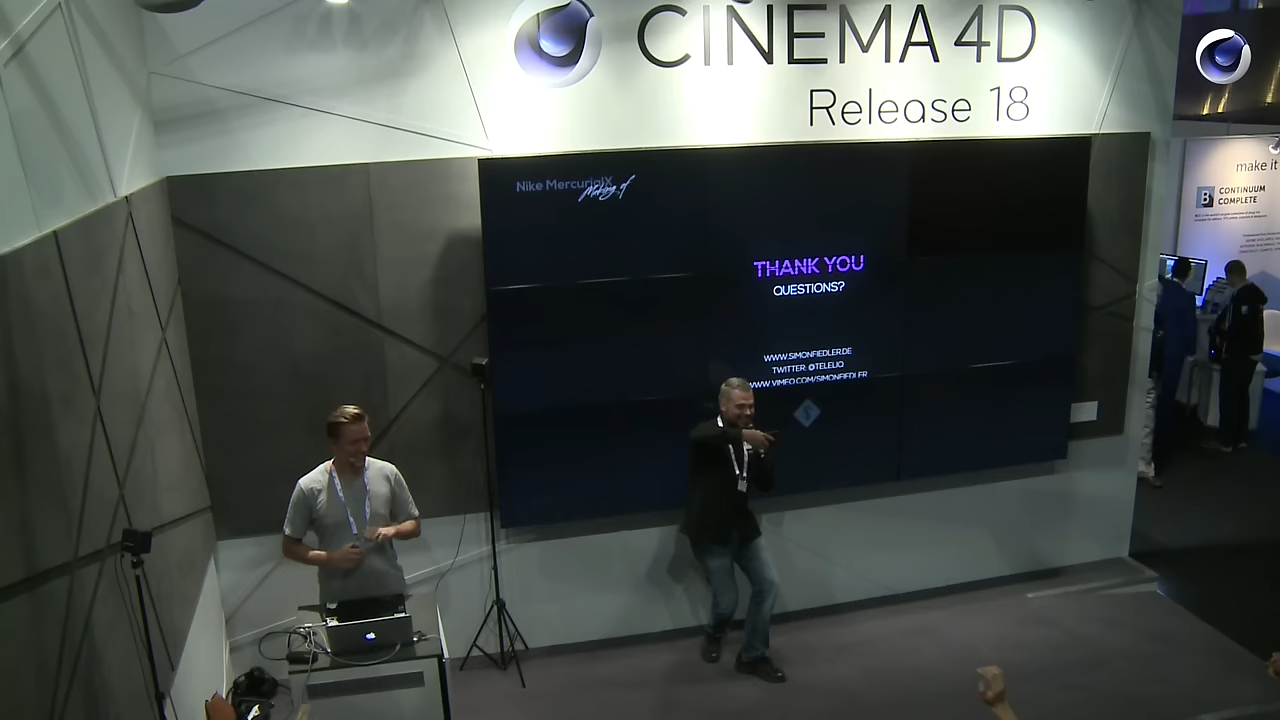 CINEMA 4D
Release 18
Nike MercurialX
Making of
THANK YOU
QUESTIONS?
WWW.SIMONFIEDLER.DE
TWITTER: @TELELIQ
WWW.VIMEO.COM/SIMONFIEDLER
make it
B
CONTINUUM
COMPLETE